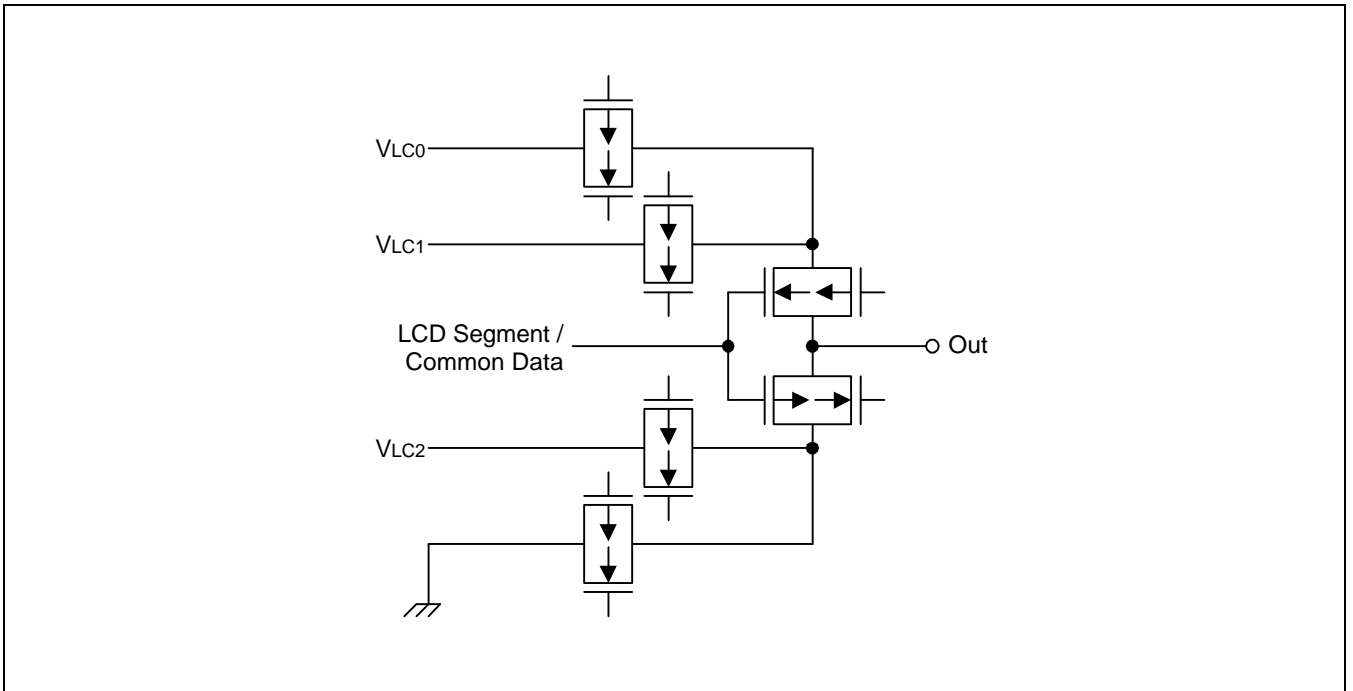 VLC0
VLC1
LCD Segment /
Common Data
Out
VLC2